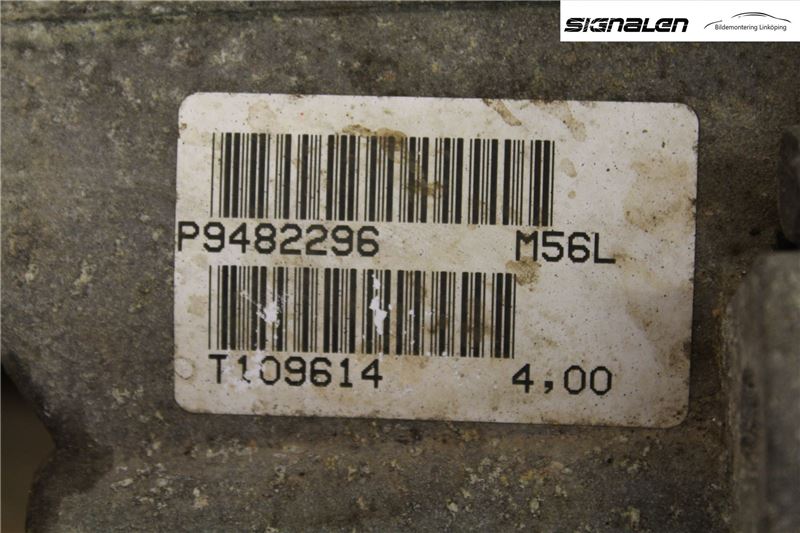 SIGNALEN
Bildemontering Linköping
P9482296 M56L
T109614 4,00